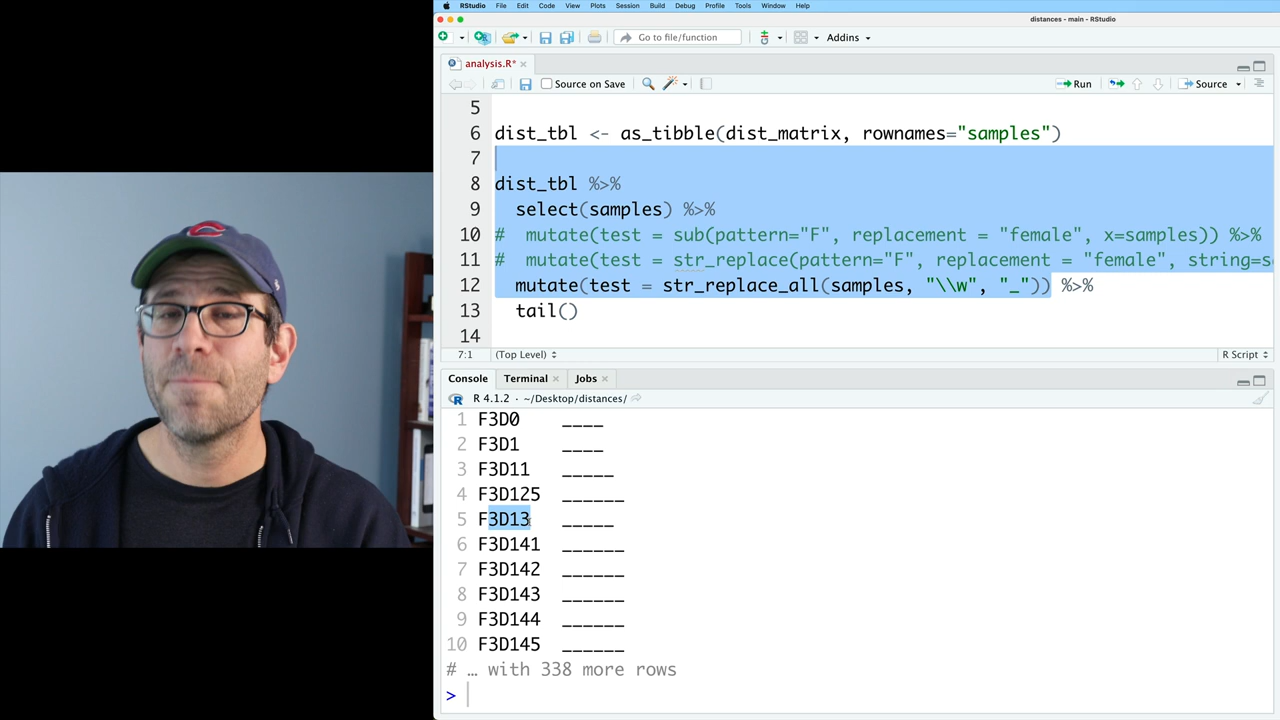 RStudio File Edit Code View Plots Session Build Debug Profile Tools Window Help
distances - main - RStudio
Go to file/function Addins
analysis.R*
Source on Save Run Source
5
6 dist_tbl <- as_tibble(dist_matrix, rownames="samples")
7
8 dist_tbl %>%
9 select(samples) %>%
10 # mutate(test = sub(pattern="F", replacement = "female", x=samples)) %>%
11 # mutate(test = str_replace(pattern="F", replacement = "female", string=s
12 mutate(test = str_replace_all(samples, "\\w", "_")) %>%
13 tail()
14
7:1 (Top Level) R Script
Console Terminal Jobs
R 4.1.2 · ~/Desktop/distances/
1 F3D0 ____
2 F3D1 ____
3 F3D11 _____
4 F3D125 ______
5 F3D13 _____
6 F3D141 ______
7 F3D142 ______
8 F3D143 ______
9 F3D144 ______
10 F3D145 ______
# … with 338 more rows
>